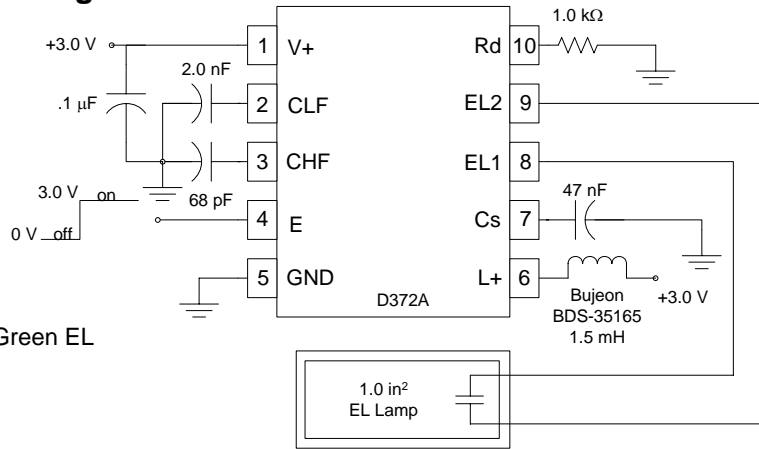 +3.0 V
1 V+
Rd 10
1.0 kΩ
2.0 nF
.1 µF
2 CLF
EL2 9
3 CHF
EL1 8
68 pF
3.0 V on
0 V off
4 E
47 nF
Cs 7
5 GND
L+ 6
D372A
Bujeon
BDS-35165
1.5 mH
+3.0 V
Green EL
1.0 in²
EL Lamp